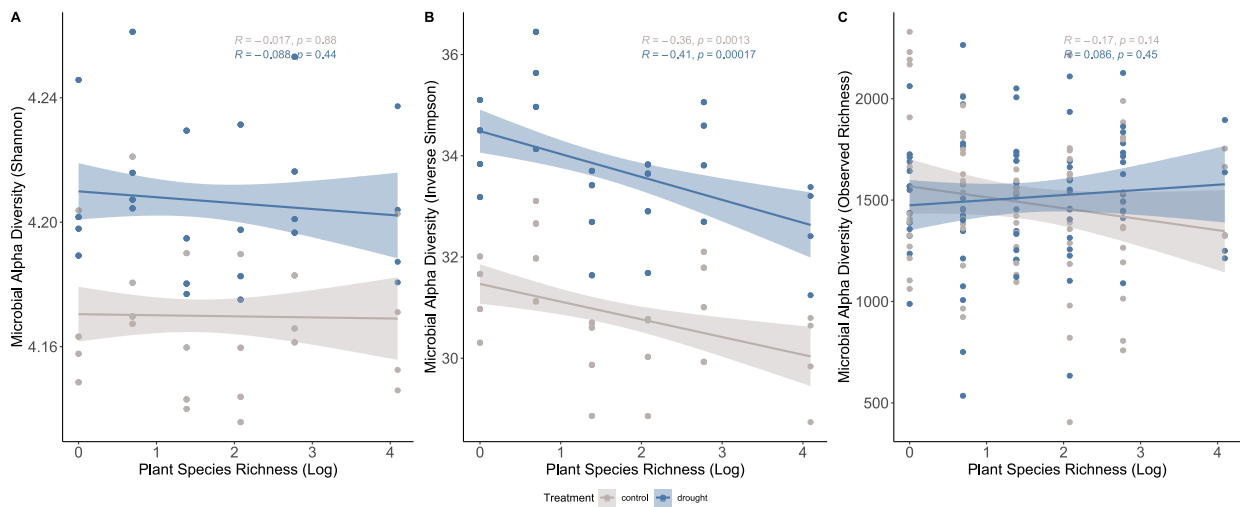 A
R = −0.017, p = 0.88
R = −0.088, p = 0.44
Microbial Alpha Diversity (Shannon)
4.24
4.20
4.16
0 1 2 3 4
Plant Species Richness (Log)
B
R = −0.36, p = 0.0013
R = −0.41, p = 0.00017
Microbial Alpha Diversity (Inverse Simpson)
36
34
32
30
0 1 2 3 4
Plant Species Richness (Log)
C
R = −0.17, p = 0.14
R = 0.086, p = 0.45
Microbial Alpha Diversity (Observed Richness)
2000
1500
1000
500
0 1 2 3 4
Plant Species Richness (Log)
Treatment control drought